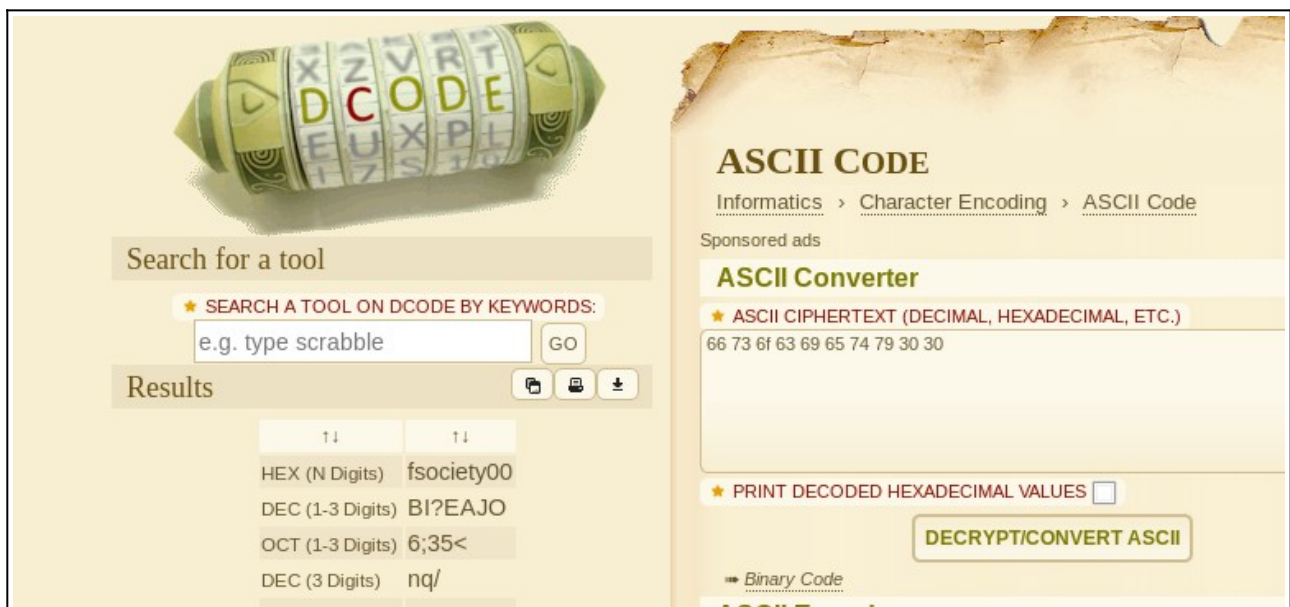 X Z V R T
D C O D E
E U X P L
I 7 S 1 0
Search for a tool
SEARCH A TOOL ON DCODE BY KEYWORDS:
e.g. type scrabble
GO
Results
↑↓ ↑↓
HEX (N Digits) fsociety00
DEC (1-3 Digits) BI?EAJO
OCT (1-3 Digits) 6;35<
DEC (3 Digits) nq/
ASCII CODE
Informatics › Character Encoding › ASCII Code
Sponsored ads
ASCII Converter
ASCII CIPHERTEXT (DECIMAL, HEXADECIMAL, ETC.)
66 73 6f 63 69 65 74 79 30 30
PRINT DECODED HEXADECIMAL VALUES
DECRYPT/CONVERT ASCII
➠ Binary Code